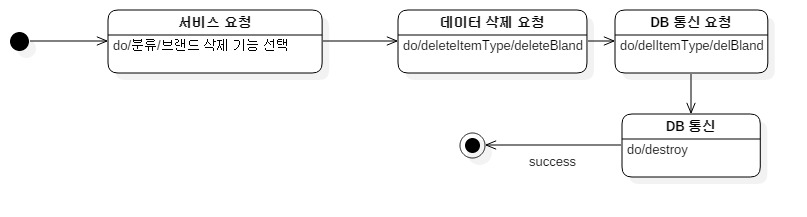 서비스 요청
do/분류/브랜드 삭제 기능 선택
데이터 삭제 요청
do/deleteItemType/deleteBland
DB 통신 요청
do/delItemType/delBland
DB 통신
do/destroy
success